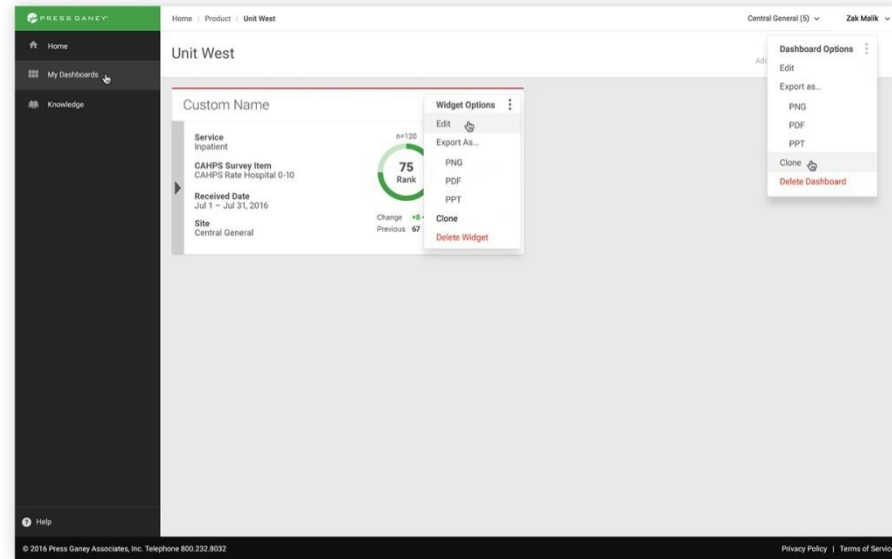 PRESS GANEY
Home | Product | Unit West
Central General (5)
Zak Malik
Home
My Dashboards
Knowledge
Help
Unit West
Dashboard Options
Edit
Export as...
PNG
PDF
PPT
Clone
Delete Dashboard
Custom Name
Service
Inpatient
CAHPS Survey Item
CAHPS Rate Hospital 0-10
Received Date
Jul 1 – Jul 31, 2016
Site
Central General
n=120
75
Rank
Change +8
Previous 67
Widget Options
Edit
Export As...
PNG
PDF
PPT
Clone
Delete Widget
© 2016 Press Ganey Associates, Inc. Telephone 800.232.8032
Privacy Policy | Terms of Service